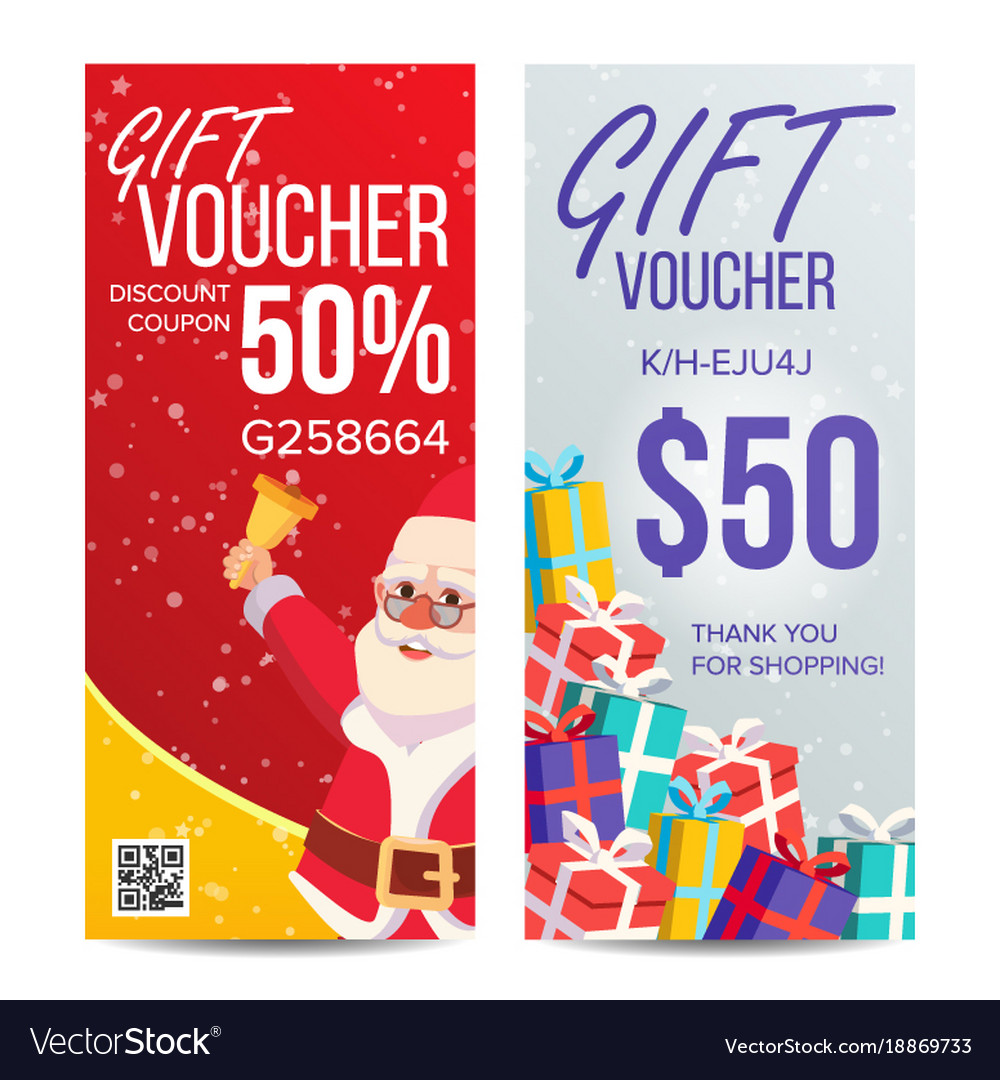 GIFT
VOUCHER
DISCOUNT
COUPON
50%
G258664
GIFT
VOUCHER
K/H-EJU4J
$50
THANK YOU
FOR SHOPPING!
VectorStock®
VectorStock.com/18869733